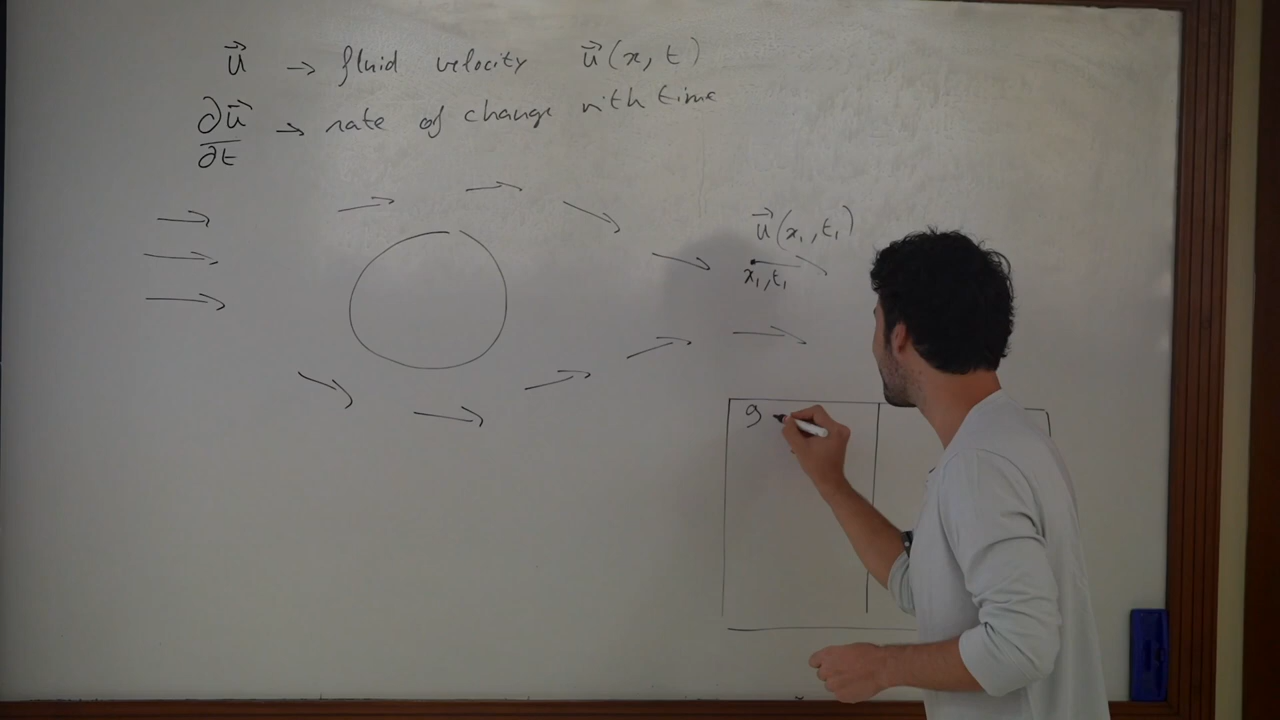 u⃗ → fluid velocity u⃗(x, t)
∂u⃗/∂t → rate of change with time
u⃗(x₁, t₁)
x₁, t₁
g